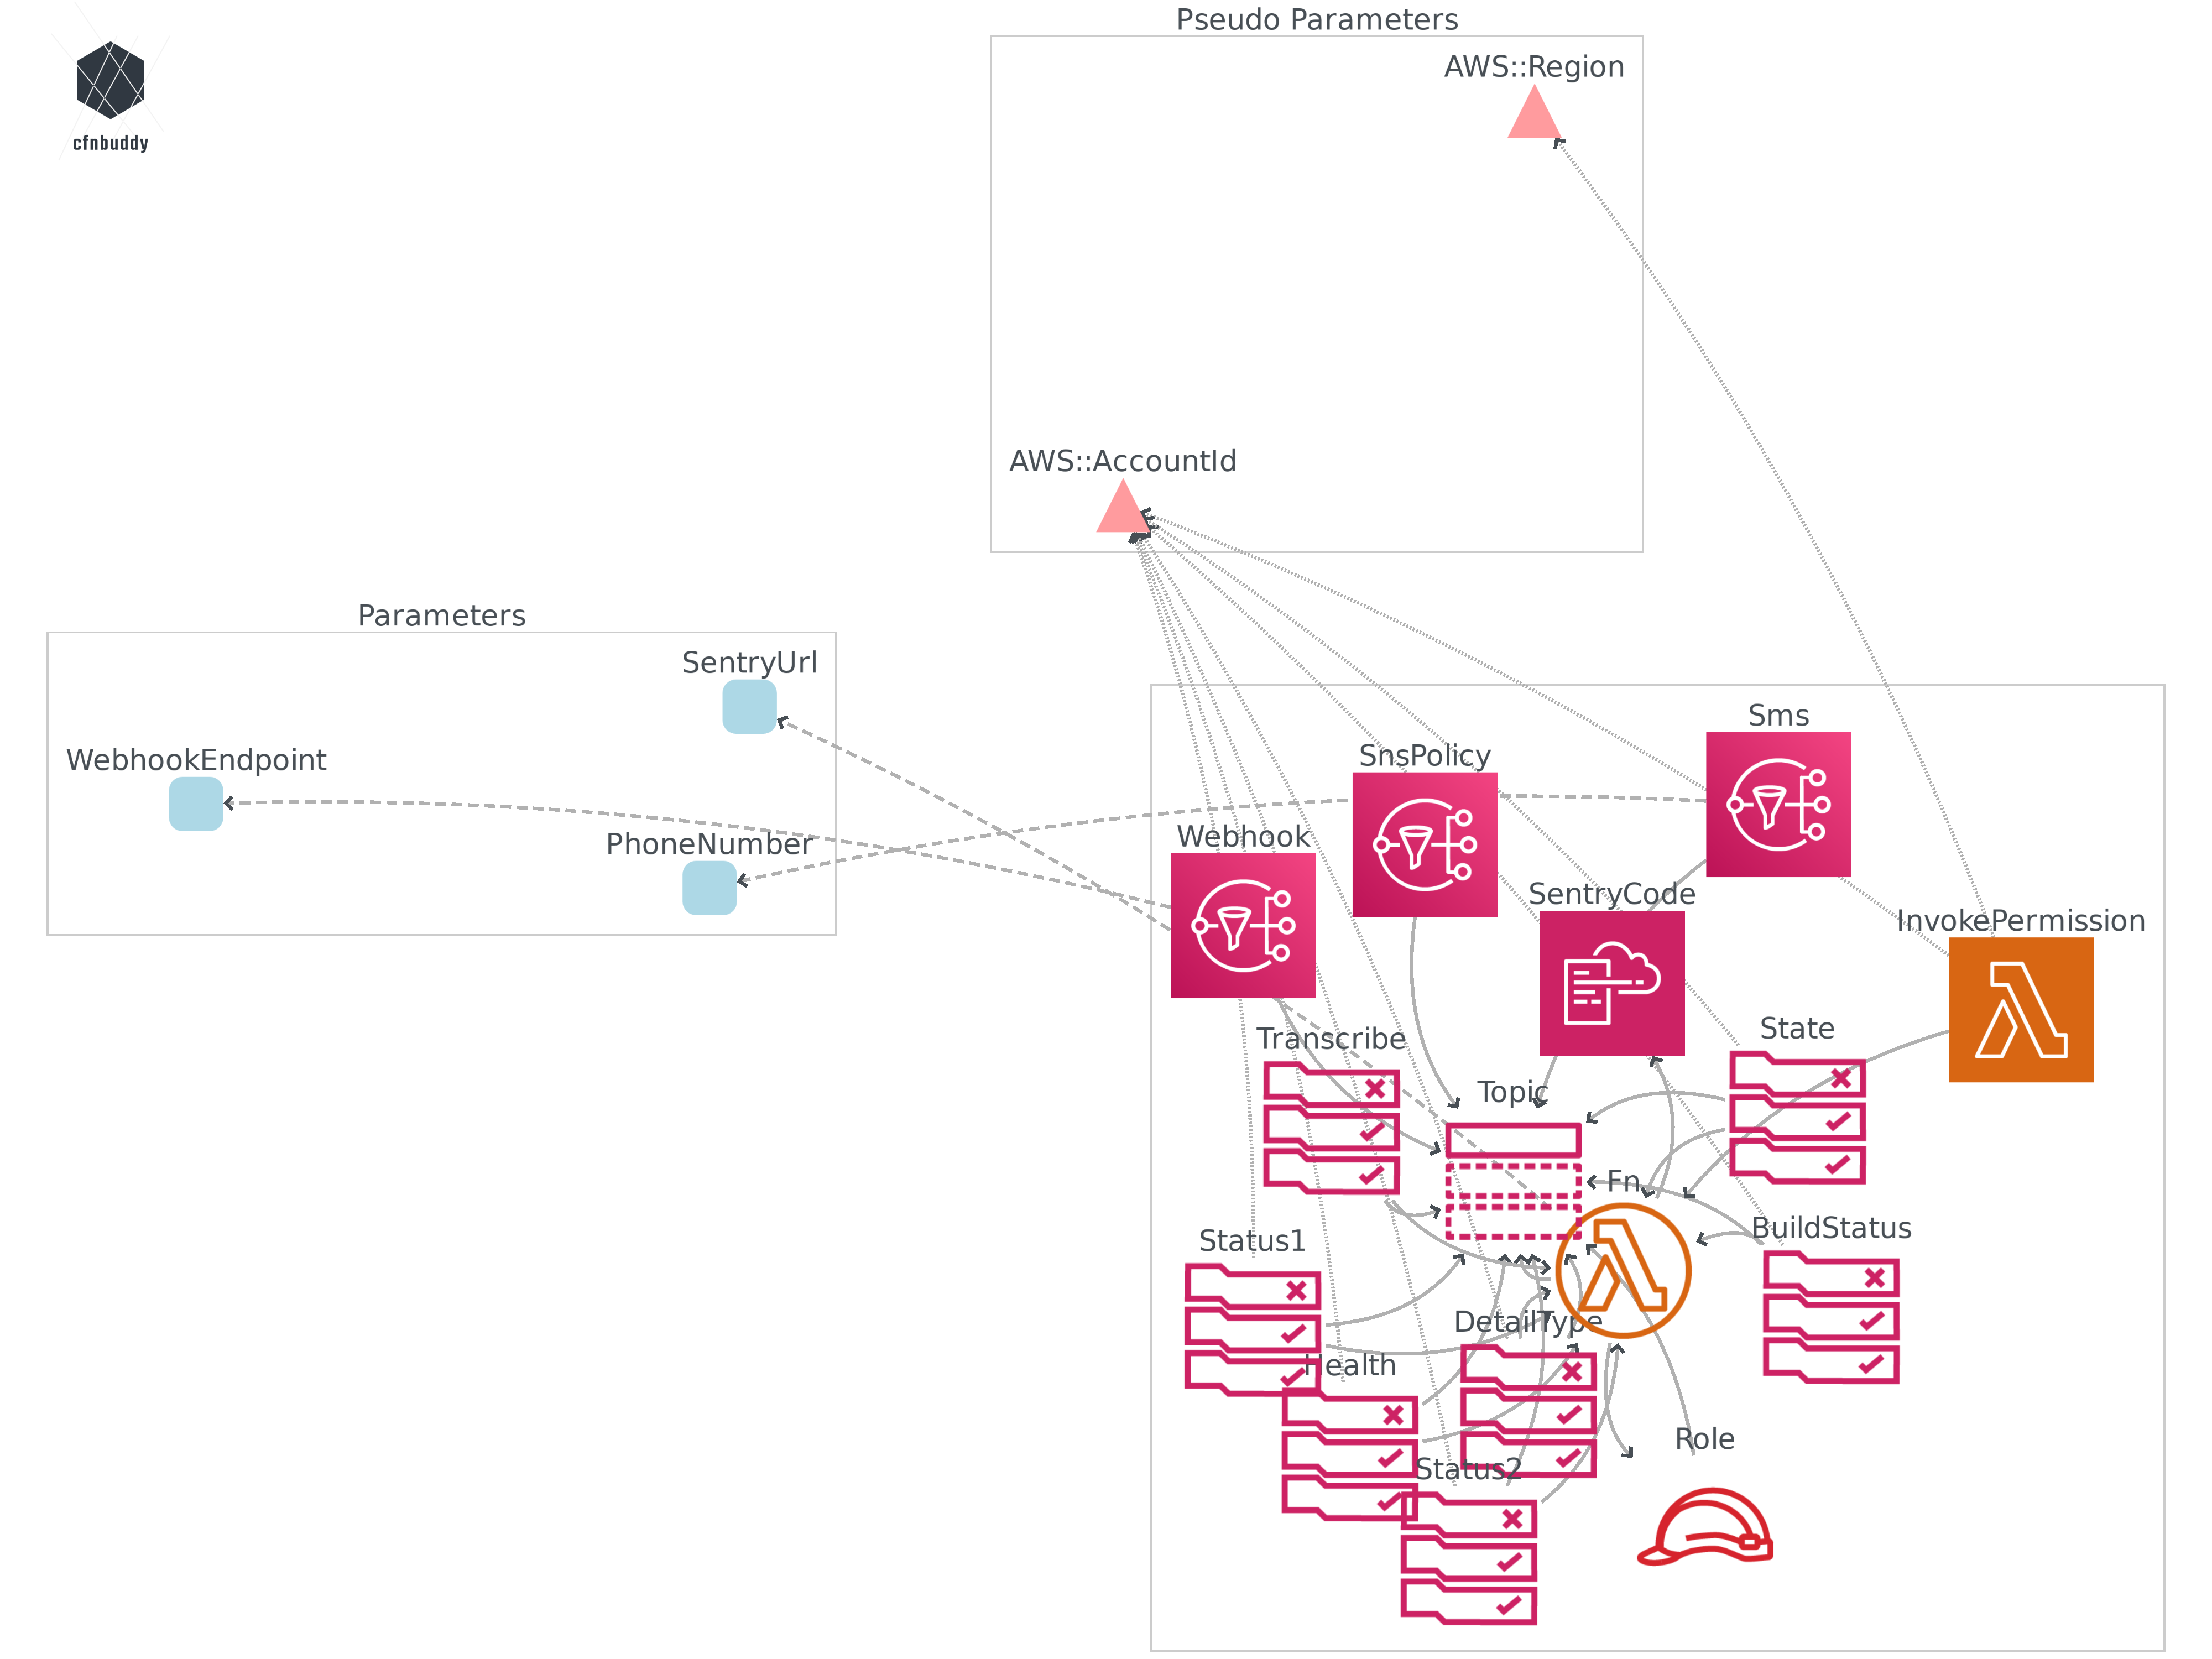 Pseudo Parameters
AWS::Region
cfnbuddy
AWS::AccountId
Parameters
SentryUrl
WebhookEndpoint
PhoneNumber
Sms
SnsPolicy
Webhook
SentryCode
InvokePermission
State
Transcribe
Topic
Fn
BuildStatus
Status1
DetailType
Health
Role
Status2